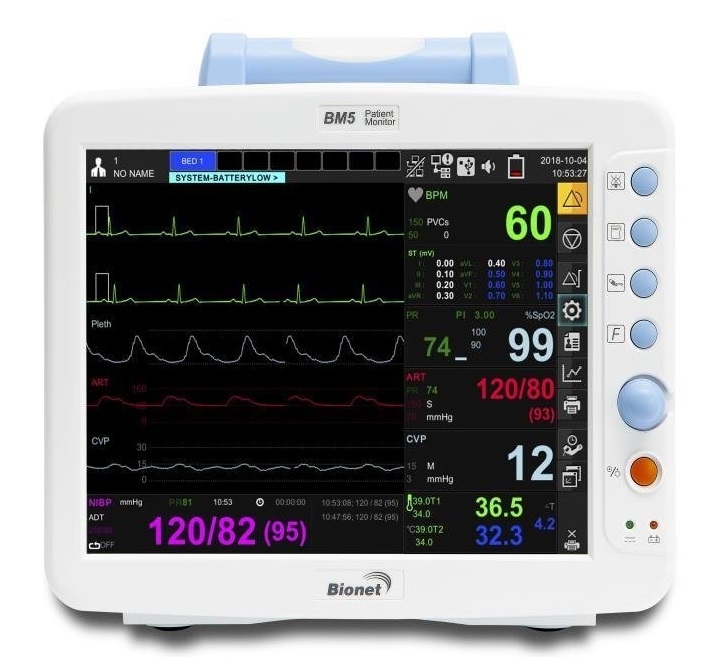 BM5 Patient Monitor
1
NO NAME
BED 1
SYSTEM-BATTERYLOW >
2018-10-04
10:53:27
I
BPM
150 PVCs
50 0
60
ST (mV)
I : 0.00 aVL : 0.40 V3 : 0.80
II : 0.10 aVF : 0.50 V4 : 0.90
III : 0.20 V1 : 0.60 V5 : 1.00
aVR : 0.30 V2 : 0.70 V6 : 1.10
Pleth
PR PI 3.00 %SpO2
74
100
90
99
ART
ART
PR 74
S
mmHg
120/80
(93)
CVP
30
15
0
CVP
15 M
3 mmHg
12
NIBP mmHg PR81 10:53 00:00:00
ADT
OFF
120/82 (95)
10:53:08; 120 / 82 (95)
10:47:56; 120 / 82 (95)
39.0T1
34.0
36.5
°C39.0T2
34.0
32.3
4.2
F
Bionet